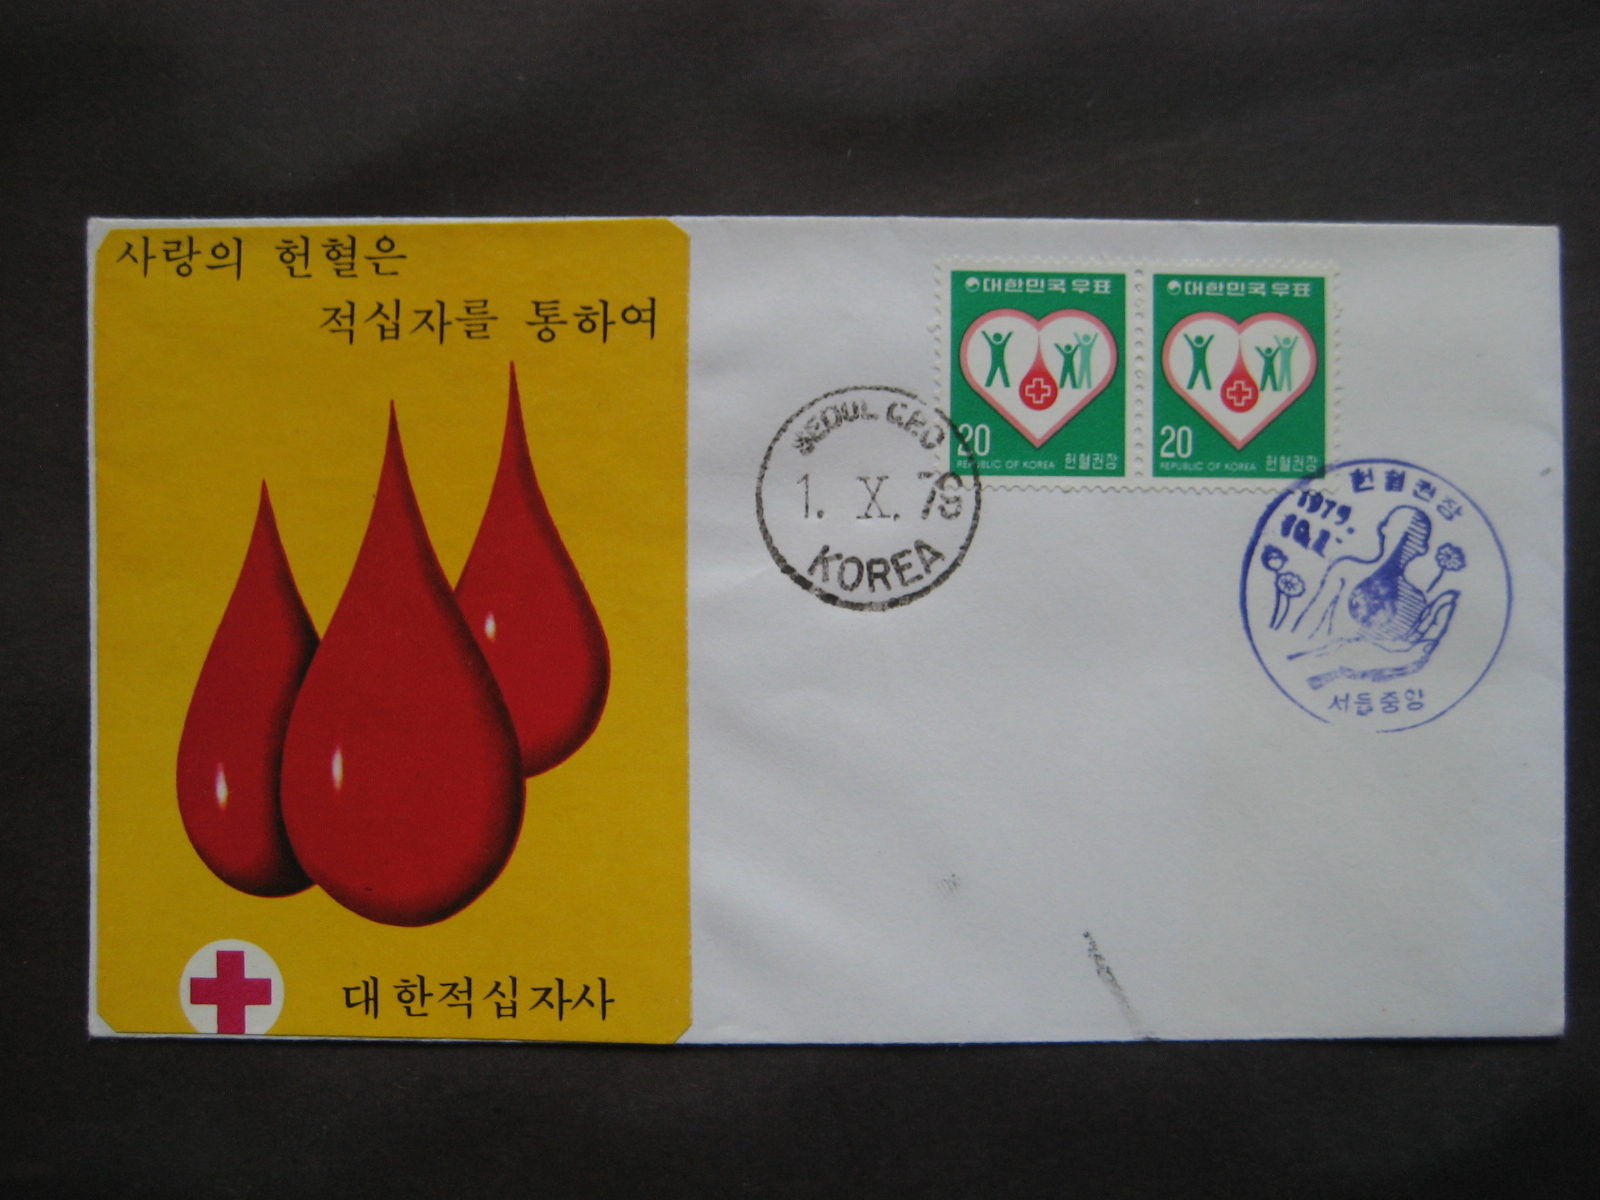 사랑의 헌혈은
적십자를 통하여
대한적십자사
대한민국우표
20
REPUBLIC OF KOREA 헌혈권장
대한민국우표
20
REPUBLIC OF KOREA 헌혈권장
SEOUL G.P.O
1. X. 79
KOREA
헌혈권장
1979.
10.1.
서울중앙